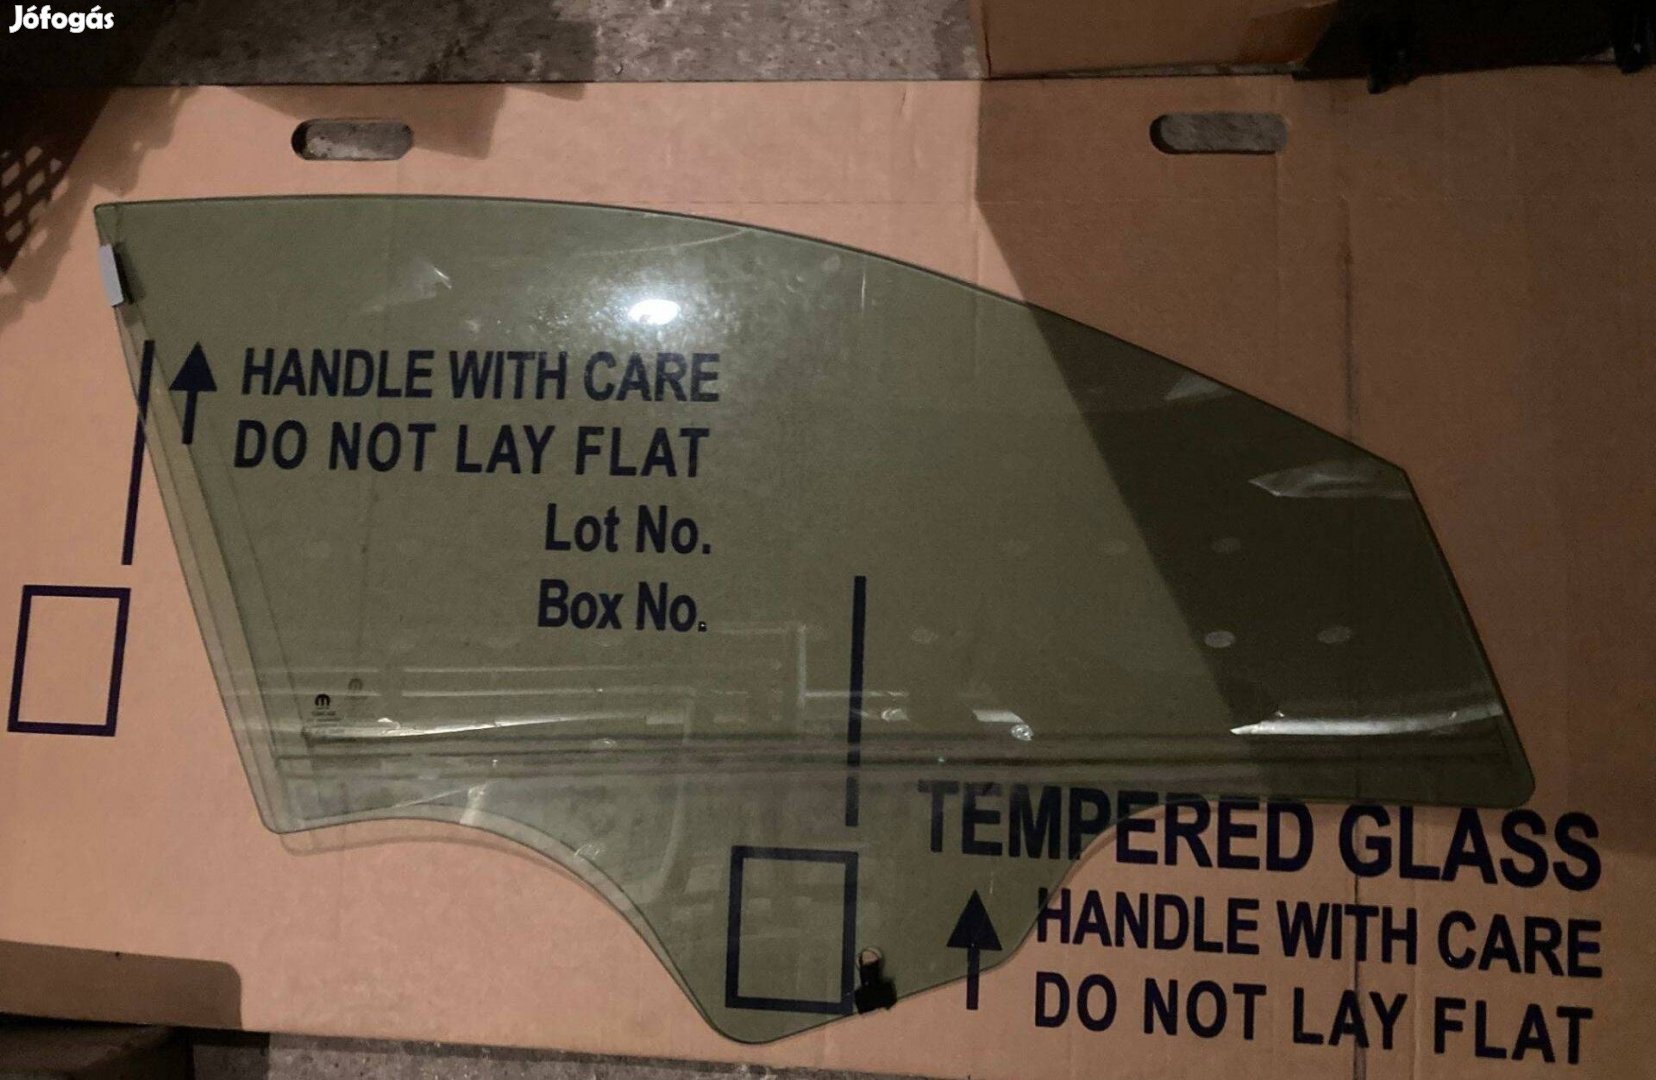 Jófogás
HANDLE WITH CARE
DO NOT LAY FLAT
Lot No.
Box No.
TEMPERED GLASS
HANDLE WITH CARE
DO NOT LAY FLAT